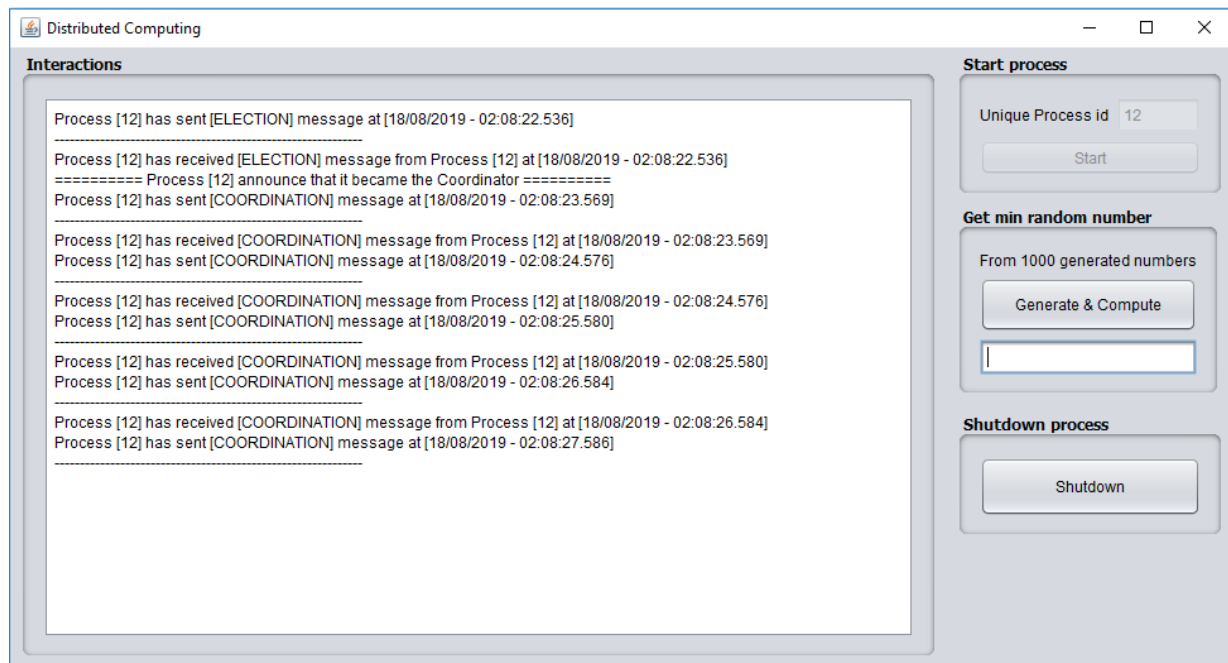 Distributed Computing
Interactions
Process [12] has sent [ELECTION] message at [18/08/2019 - 02:08:22.536]
--------------------------------------------------------------
Process [12] has received [ELECTION] message from Process [12] at [18/08/2019 - 02:08:22.536]
========== Process [12] announce that it became the Coordinator ==========
Process [12] has sent [COORDINATION] message at [18/08/2019 - 02:08:23.569]
--------------------------------------------------------------
Process [12] has received [COORDINATION] message from Process [12] at [18/08/2019 - 02:08:23.569]
Process [12] has sent [COORDINATION] message at [18/08/2019 - 02:08:24.576]
--------------------------------------------------------------
Process [12] has received [COORDINATION] message from Process [12] at [18/08/2019 - 02:08:24.576]
Process [12] has sent [COORDINATION] message at [18/08/2019 - 02:08:25.580]
--------------------------------------------------------------
Process [12] has received [COORDINATION] message from Process [12] at [18/08/2019 - 02:08:25.580]
Process [12] has sent [COORDINATION] message at [18/08/2019 - 02:08:26.584]
--------------------------------------------------------------
Process [12] has received [COORDINATION] message from Process [12] at [18/08/2019 - 02:08:26.584]
Process [12] has sent [COORDINATION] message at [18/08/2019 - 02:08:27.586]
--------------------------------------------------------------
Start process
Unique Process id 12
Start
Get min random number
From 1000 generated numbers
Generate & Compute
Shutdown process
Shutdown